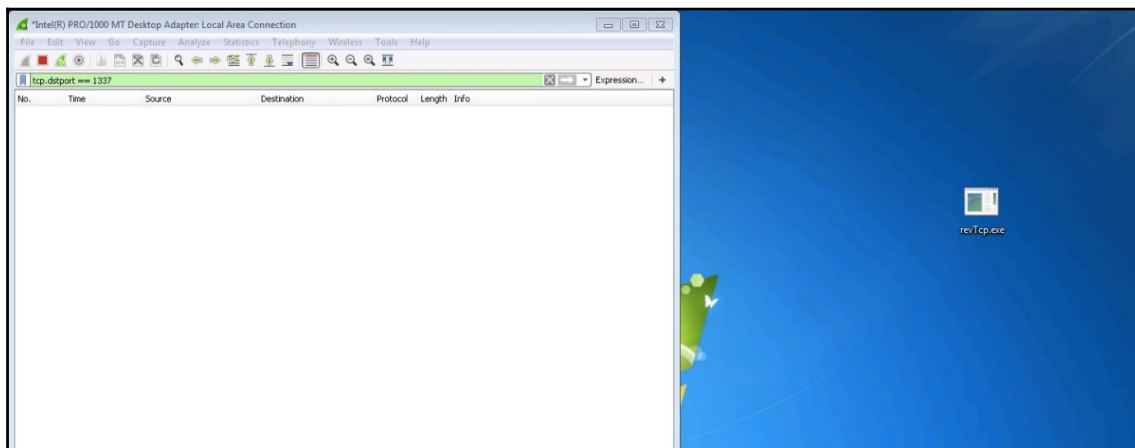 *Intel(R) PRO/1000 MT Desktop Adapter: Local Area Connection
File Edit View Go Capture Analyze Statistics Telephony Wireless Tools Help
tcp.dstport == 1337 Expression... +
No. Time Source Destination Protocol Length Info
revTcp.exe